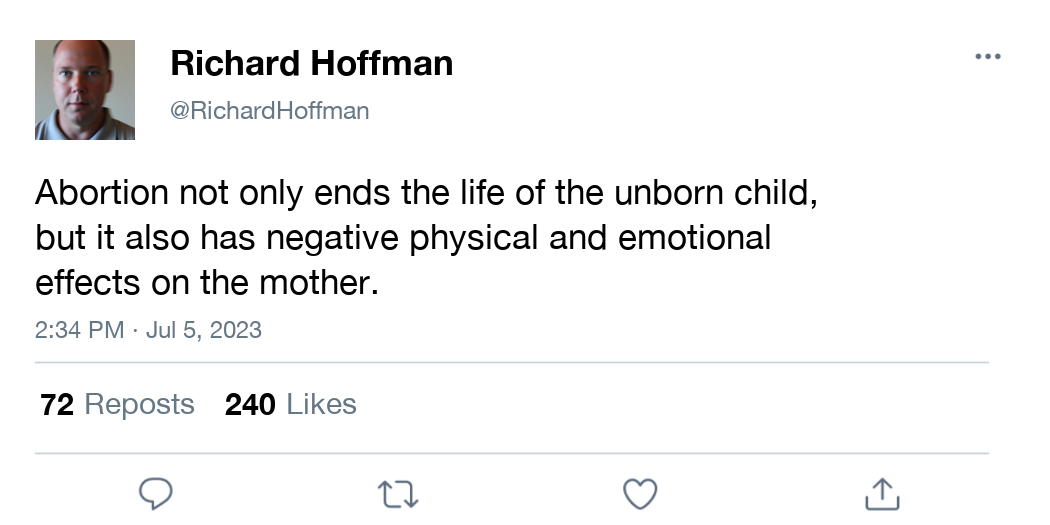 Richard Hoffman
@RichardHoffman
Abortion not only ends the life of the unborn child,
but it also has negative physical and emotional
effects on the mother.
2:34 PM · Jul 5, 2023
72 Reposts 240 Likes